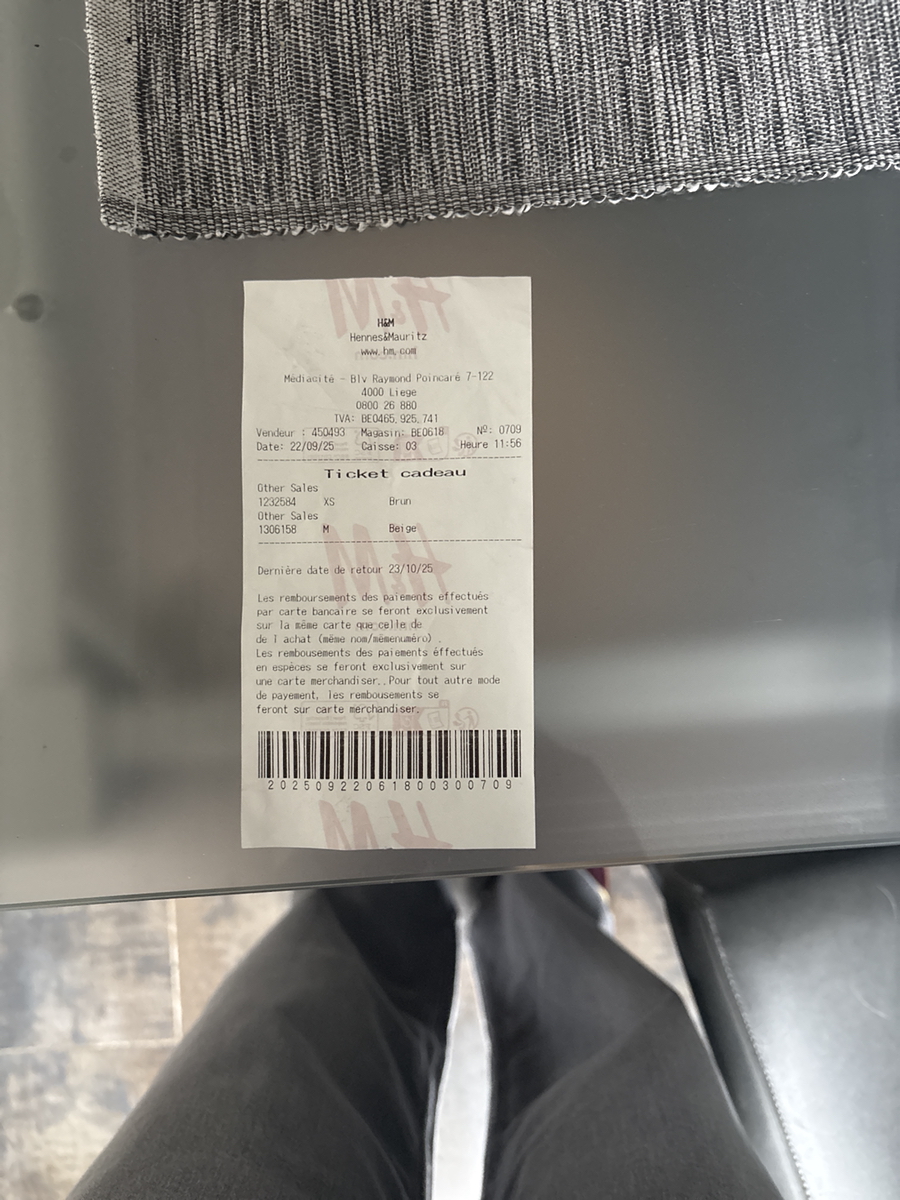 H&M
Hennes&Mauritz
www.hm.com
Médiacité - Blv Raymond Poincaré 7-122
4000 Liege
0800 26 880
TVA: BE0465.925.741
Vendeur : 450493 Magasin: BE0618 Nº: 0709
Date: 22/09/25 Caisse: 03 Heure 11:56
Ticket cadeau
Other Sales
1232584 XS Brun
Other Sales
1306158 M Beige
Dernière date de retour 23/10/25
Les remboursements des paiements effectués
par carte bancaire se feront exclusivement
sur la même carte que celle de
de l achat (même nom/mêmenuméro) .
Les rembousements des paiements éffectués
en espèces se feront exclusivement sur
une carte merchandiser..Pour tout autre mode
de payement, les rembousements se
feront sur carte merchandiser.
2025092206180030 0709